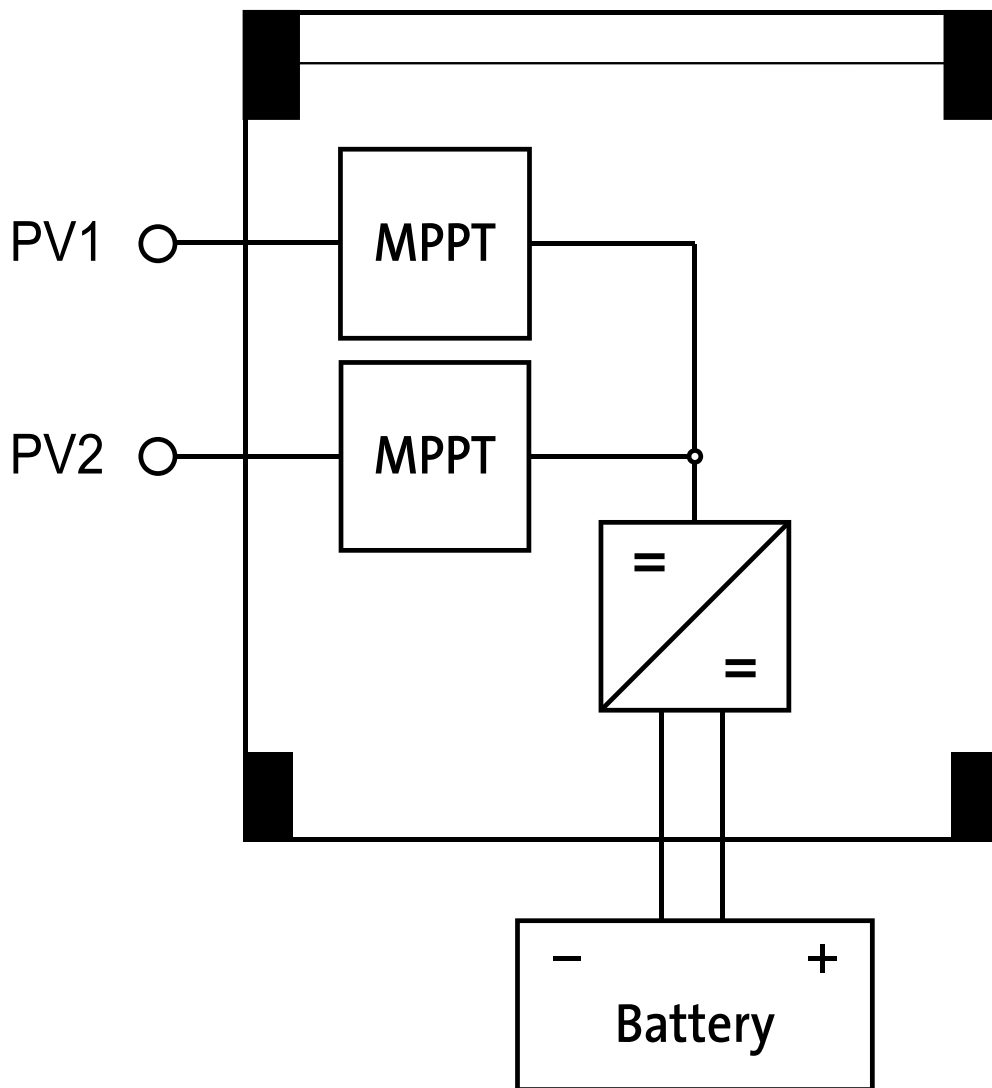 PV1
MPPT
PV2
MPPT
=
=
− +
Battery